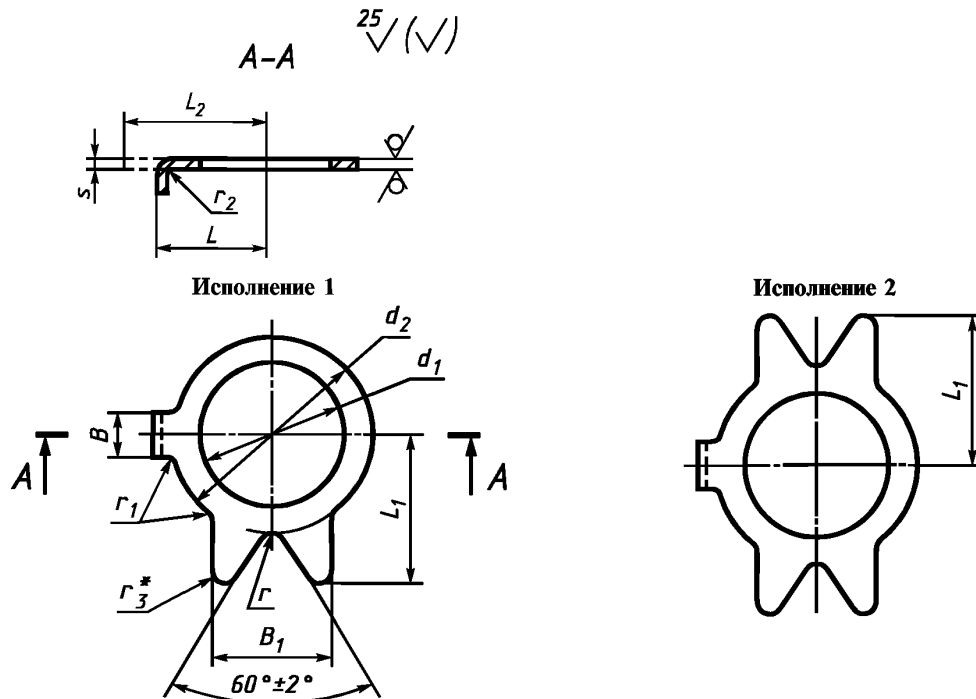 25
(√)
А–А
L₂
s
r₂
L
Исполнение 1
Исполнение 2
d₂
d₁
B
A
A
r₁
L₁
L₁
r₃*
r
B₁
60°±2°